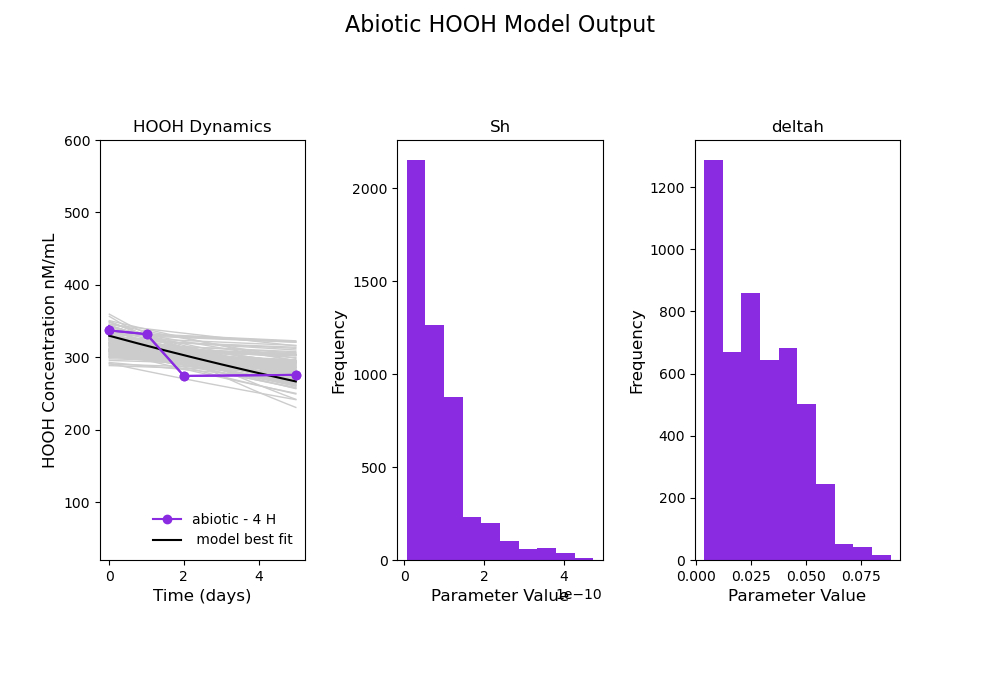 Abiotic HOOH Model Output
HOOH Dynamics
600
500
400
300
200
100
0
2
4
HOOH Concentration nM/mL
Time (days)
abiotic - 4 H
model best fit
Sh
2000
1500
1000
500
0
0
2
4
1e−10
Frequency
Parameter Value
deltah
1200
1000
800
600
400
200
0
0.000
0.025
0.050
0.075
Frequency
Parameter Value